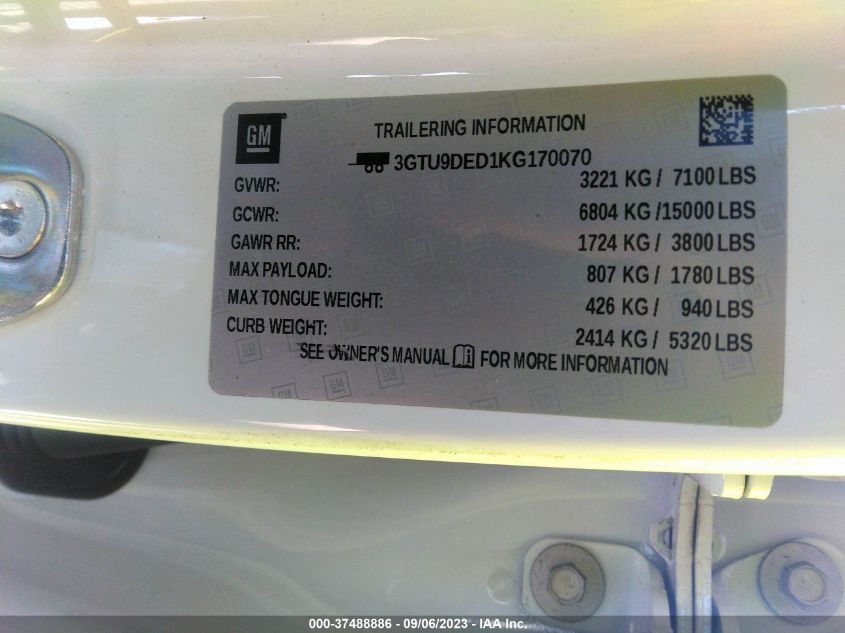 GM
TRAILERING INFORMATION
3GTU9DED1KG170070
GVWR: 3221 KG / 7100 LBS
GCWR: 6804 KG /15000 LBS
GAWR RR: 1724 KG / 3800 LBS
MAX PAYLOAD: 807 KG / 1780 LBS
MAX TONGUE WEIGHT: 426 KG / 940 LBS
CURB WEIGHT: 2414 KG / 5320 LBS
SEE OWNER'S MANUAL FOR MORE INFORMATION
000-37488886 - 09/06/2023 - IAA Inc.